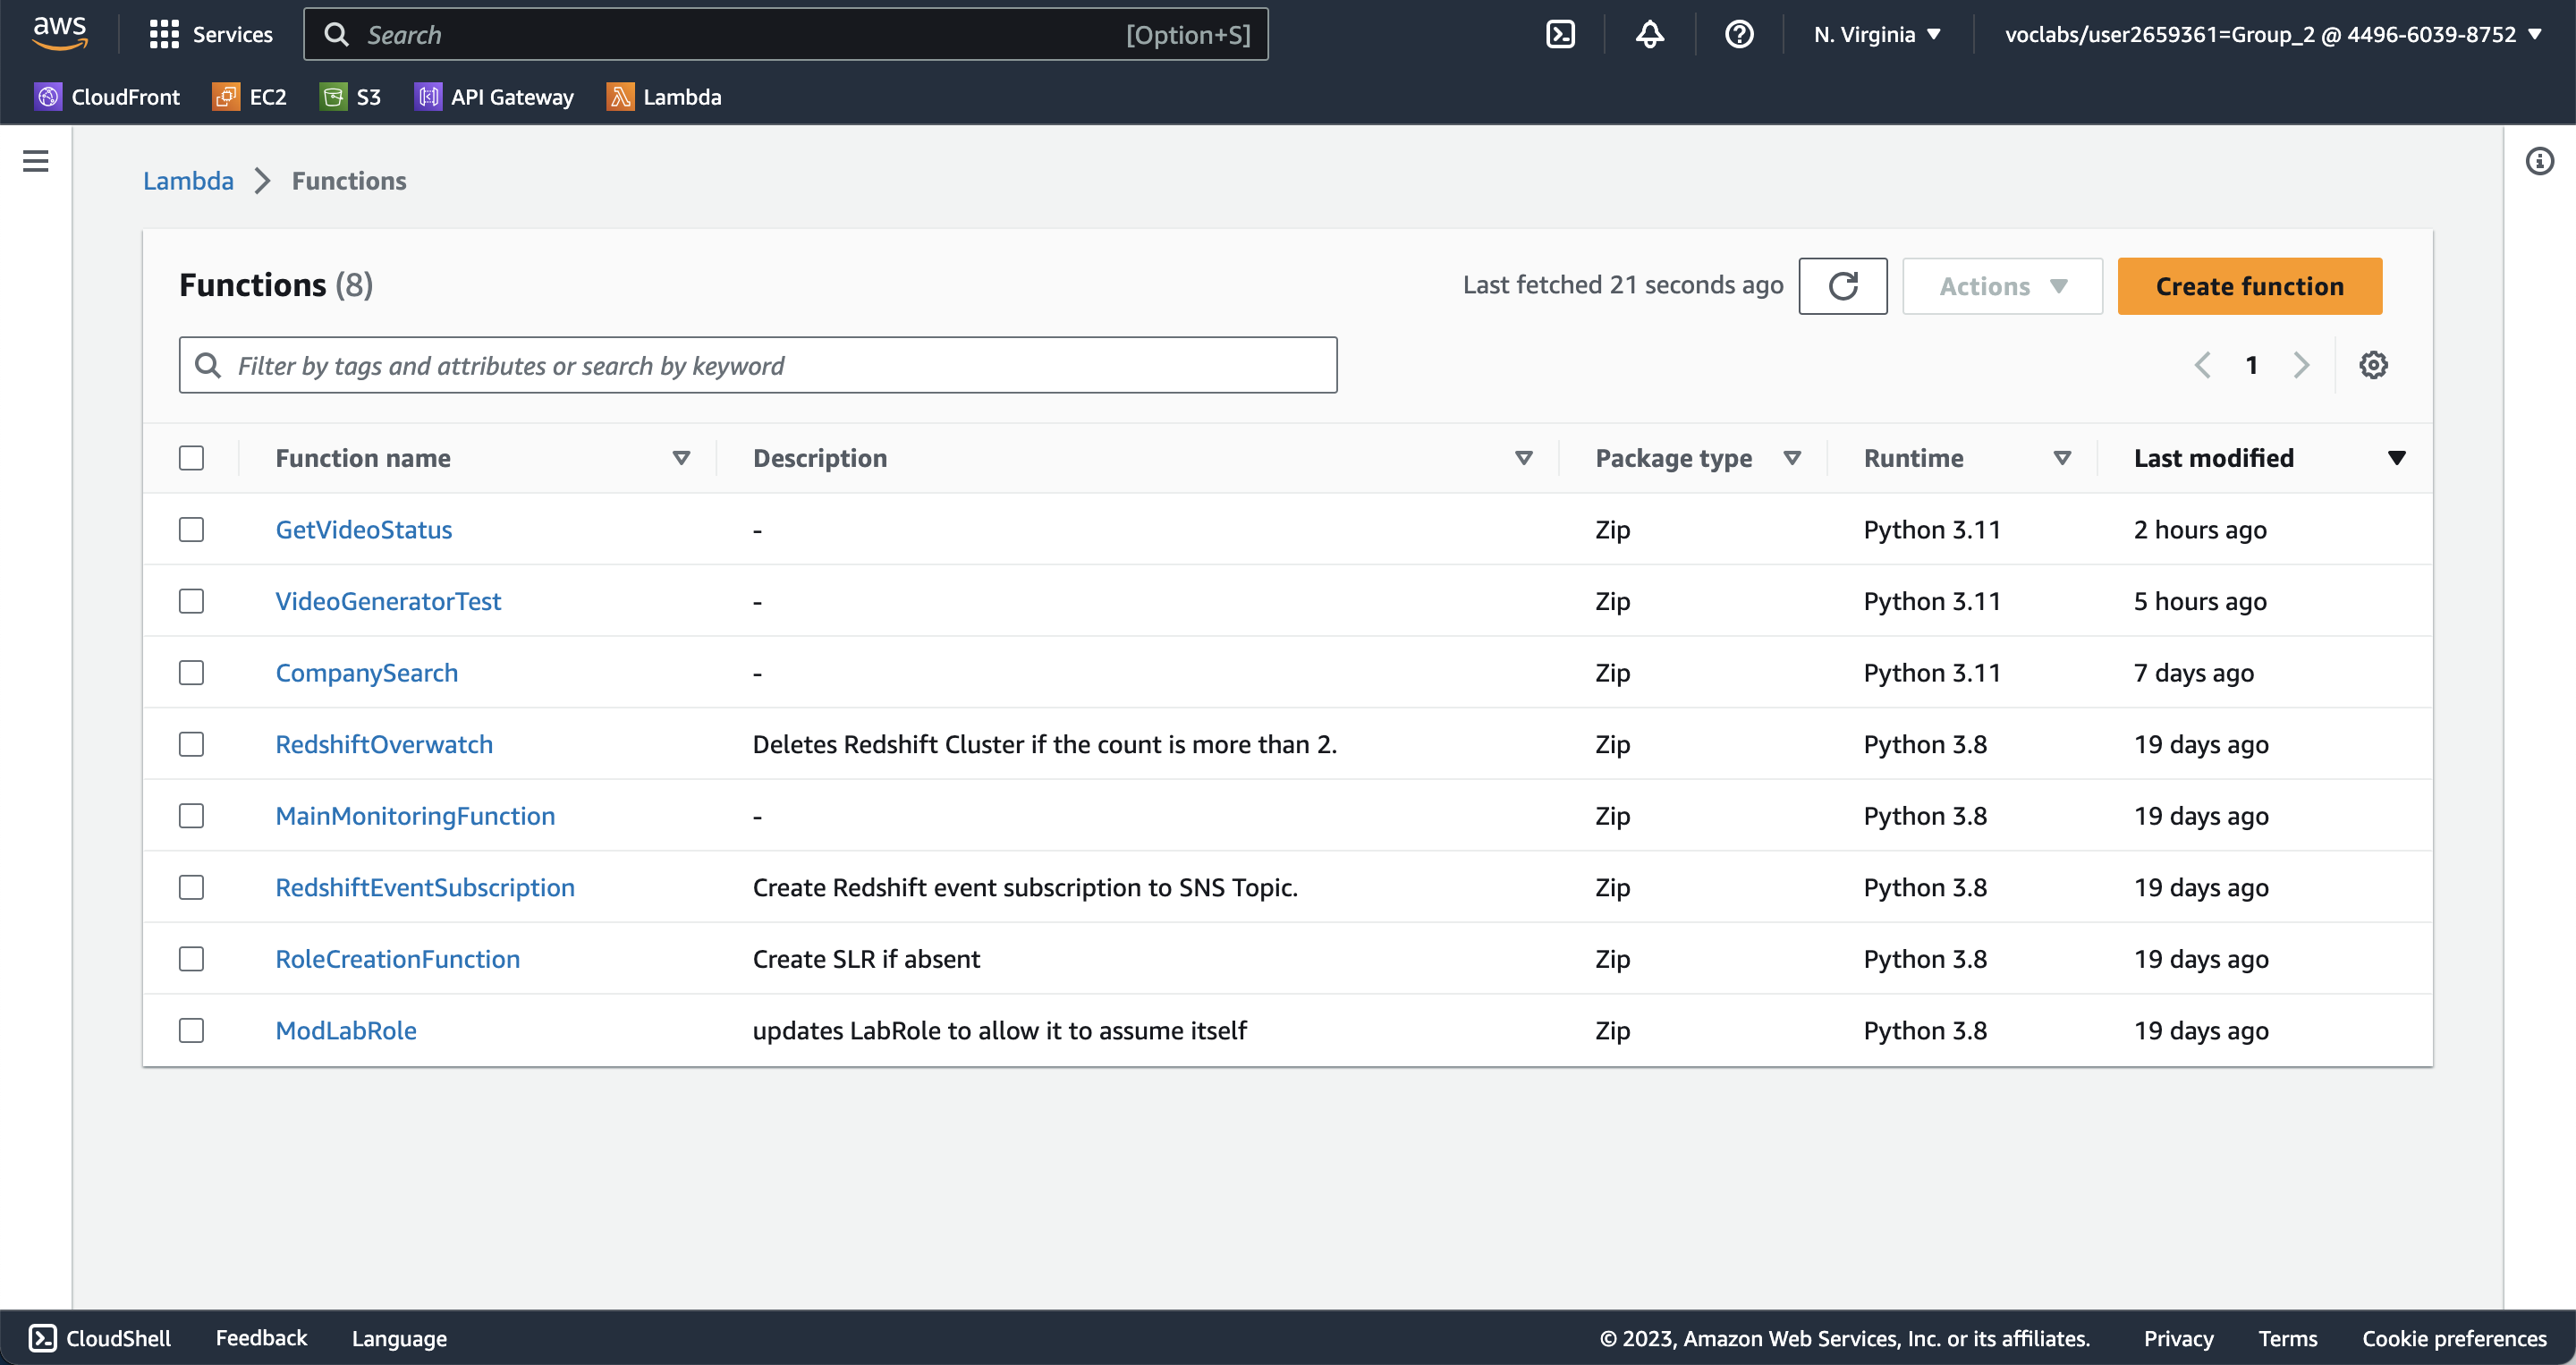 aws Services Search [Option+S] N. Virginia voclabs/user2659361=Group_2 @ 4496-6039-8752
CloudFront EC2 S3 API Gateway Lambda
Lambda Functions
Functions (8) Last fetched 21 seconds ago Actions Create function
Filter by tags and attributes or search by keyword 1
Function name Description Package type Runtime Last modified
GetVideoStatus - Zip Python 3.11 2 hours ago
VideoGeneratorTest - Zip Python 3.11 5 hours ago
CompanySearch - Zip Python 3.11 7 days ago
RedshiftOverwatch Deletes Redshift Cluster if the count is more than 2. Zip Python 3.8 19 days ago
MainMonitoringFunction - Zip Python 3.8 19 days ago
RedshiftEventSubscription Create Redshift event subscription to SNS Topic. Zip Python 3.8 19 days ago
RoleCreationFunction Create SLR if absent Zip Python 3.8 19 days ago
ModLabRole updates LabRole to allow it to assume itself Zip Python 3.8 19 days ago
CloudShell Feedback Language © 2023, Amazon Web Services, Inc. or its affiliates. Privacy Terms Cookie preferences